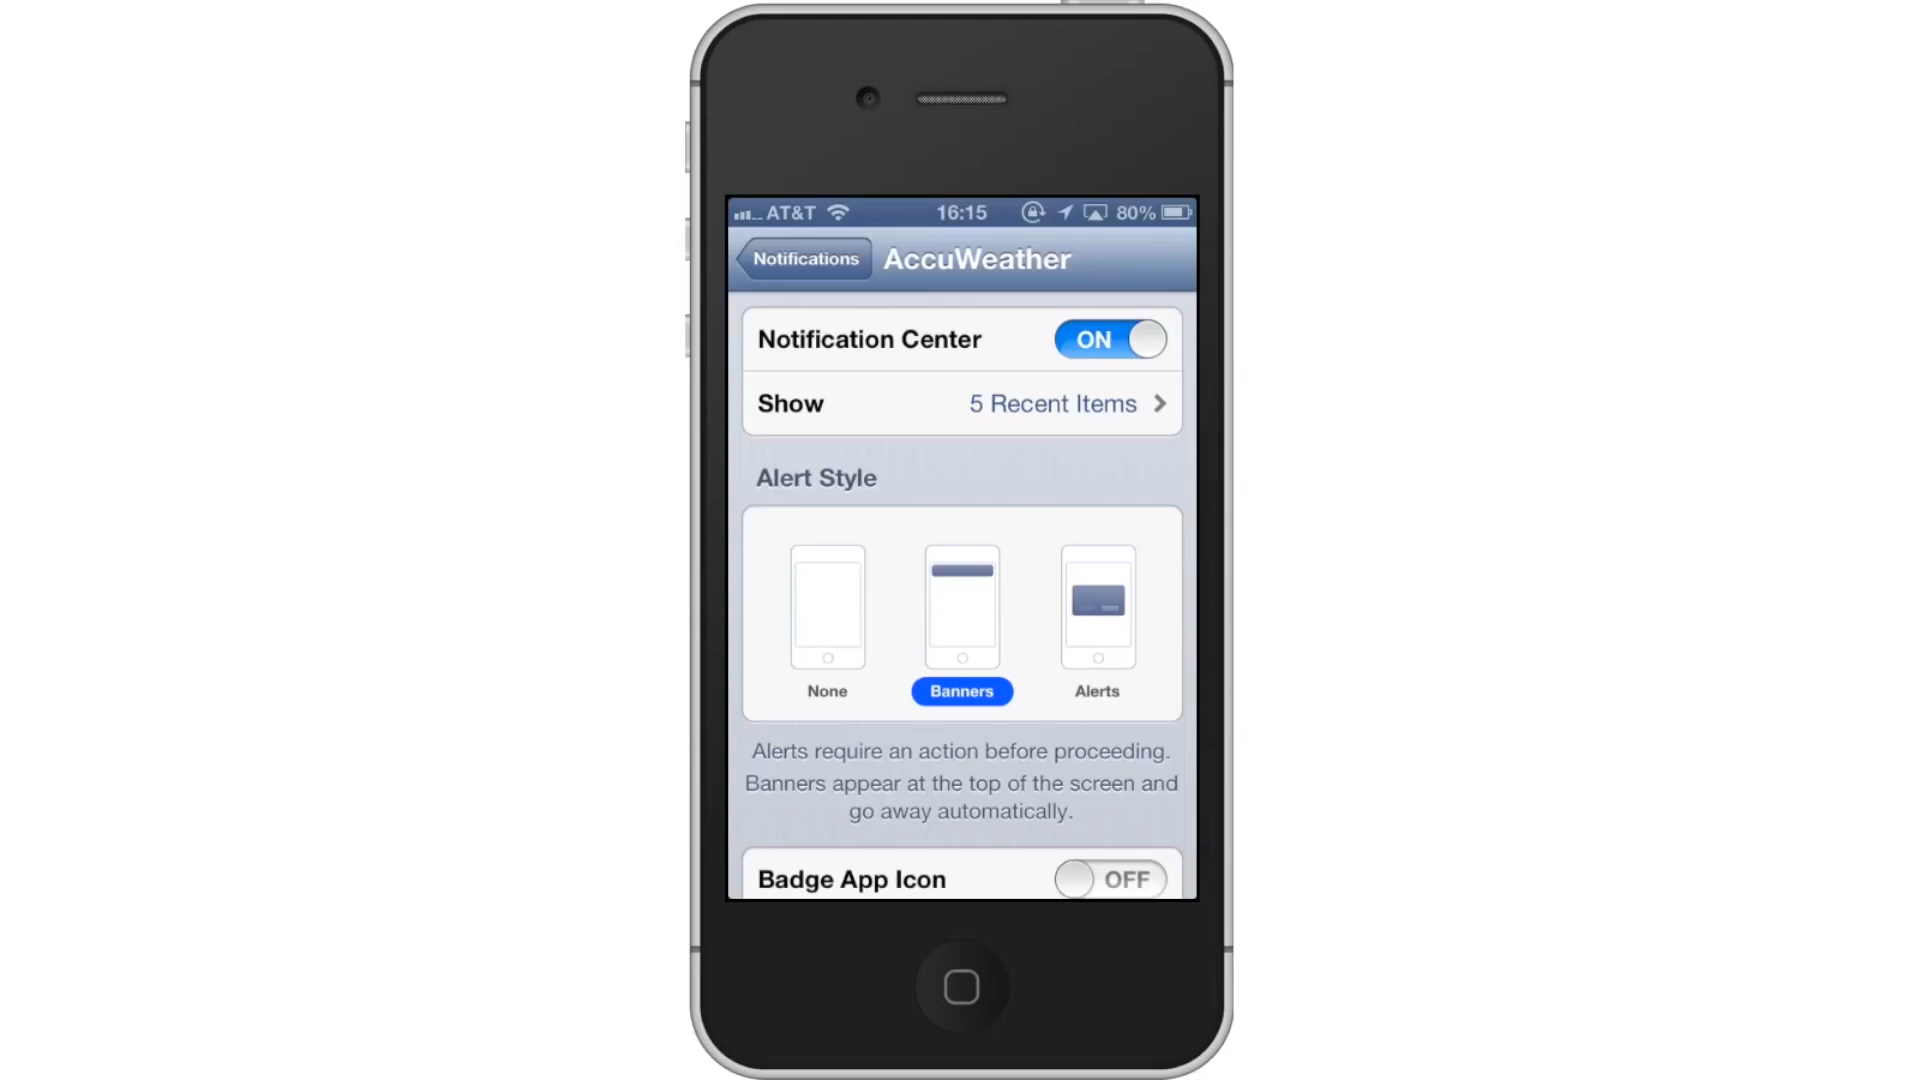 AT&T 16:15 80%
Notifications AccuWeather
Notification Center ON
Show 5 Recent Items
Alert Style
None Banners Alerts
Alerts require an action before proceeding.
Banners appear at the top of the screen and
go away automatically.
Badge App Icon OFF